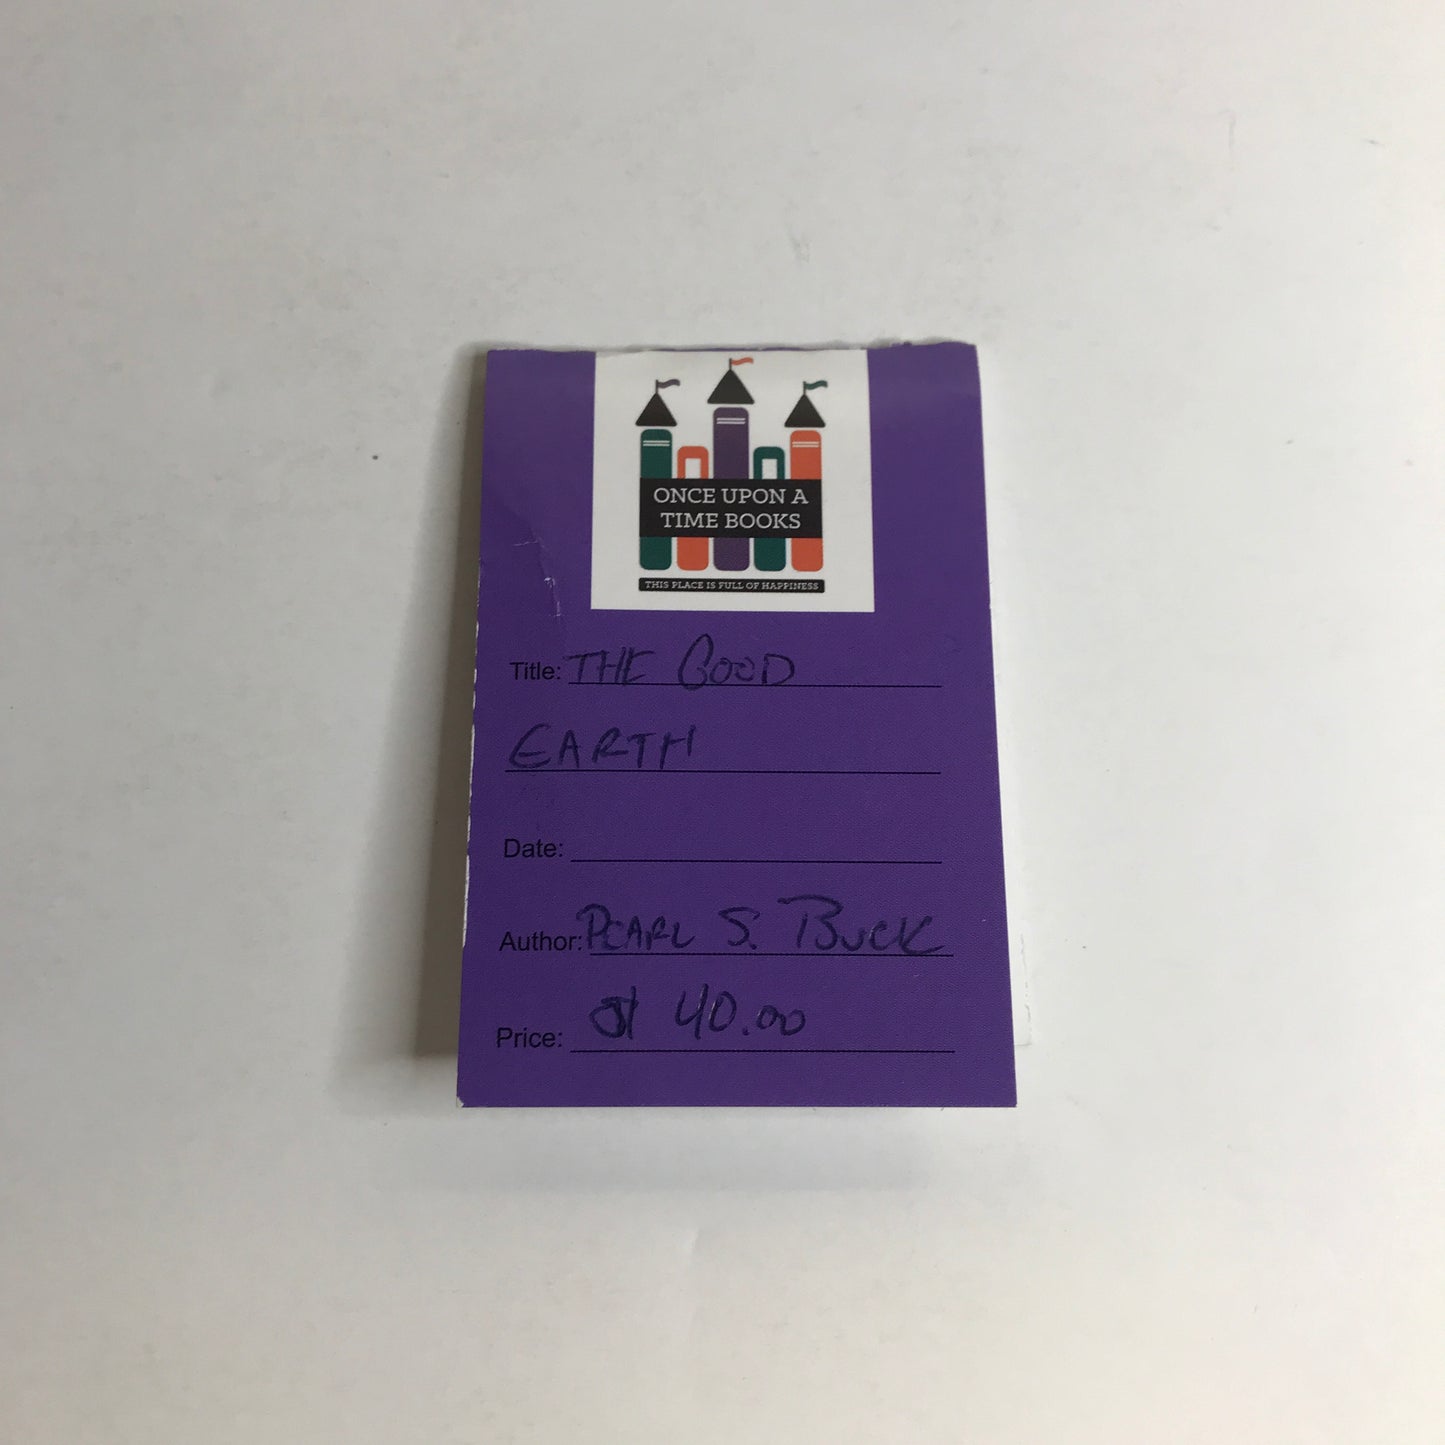 ONCE UPON A
TIME BOOKS
THIS PLACE IS FULL OF HAPPINESS
Title: THE GOOD
EARTH
Date:
Author: PEARL S. BUCK
Price: $ 40.00